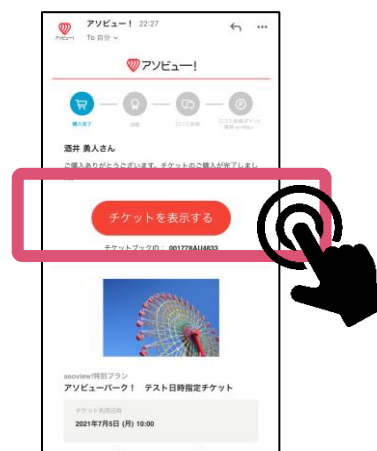 アソビュー! 22:27
To 自分
アソビュー!
購入完了
酒井 勇人さん
ご購入ありがとうございます。チケットのご購入が完了しまし
チケットを表示する
チケットブックID： 001778AU4833
asoview!特別プラン
アソビューパーク！ テスト日時指定チケット
チケット利用日時
2021年7月5日 (月) 10:00